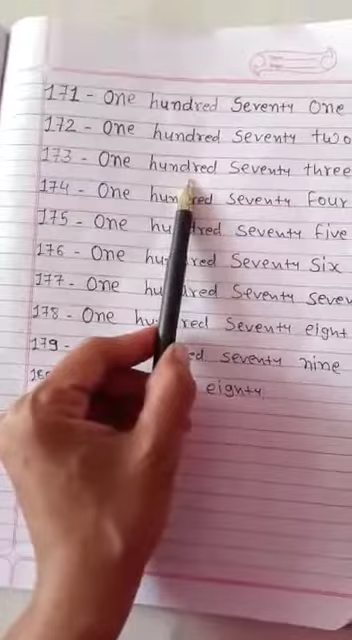 171 - One hundred Seventy One
172 - One hundred Seventy two
173 - One hundred Seventy three
174 - One hundred Seventy Four
175 - One hundred Seventy five
176 - One hundred Seventy Six
177 - One hundred Seventy Seven
178 - One hundred Seventy eight
179 - seventy nine
eighty